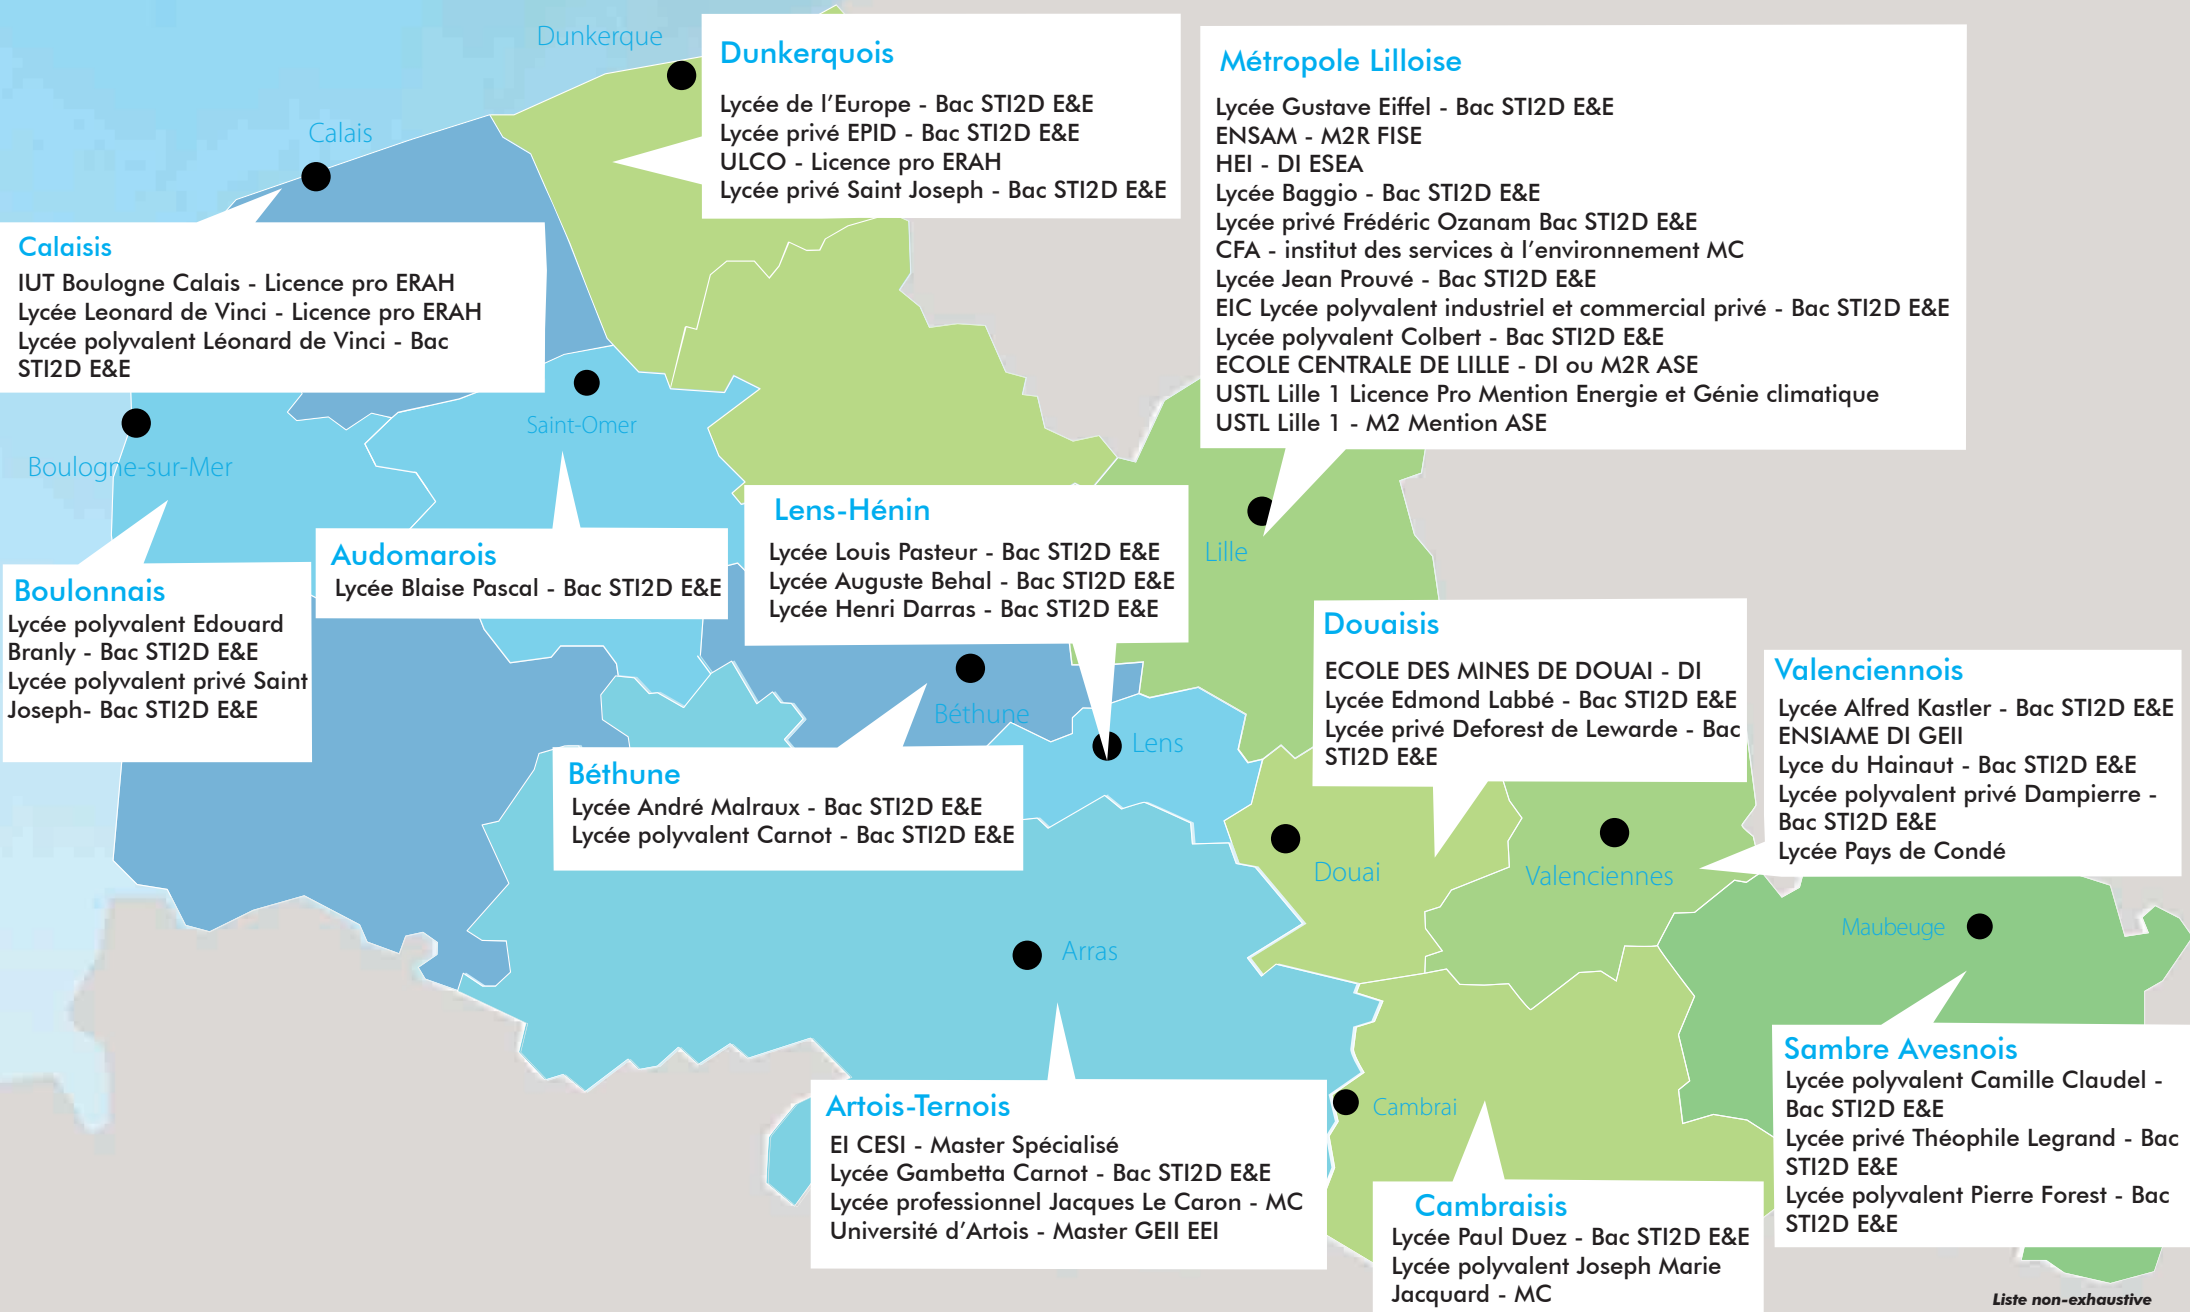 Dunkerque
Dunkerquois
Lycée de l'Europe - Bac STI2D E&E
Lycée privé EPID - Bac STI2D E&E
ULCO - Licence pro ERAH
Lycée privé Saint Joseph - Bac STI2D E&E
Métropole Lilloise
Lycée Gustave Eiffel - Bac STI2D E&E
ENSAM - M2R FISE
HEI - DI ESEA
Lycée Baggio - Bac STI2D E&E
Lycée privé Frédéric Ozanam Bac STI2D E&E
CFA - institut des services à l'environnement MC
Lycée Jean Prouvé - Bac STI2D E&E
EIC Lycée polyvalent industriel et commercial privé - Bac STI2D E&E
Lycée polyvalent Colbert - Bac STI2D E&E
ECOLE CENTRALE DE LILLE - DI ou M2R ASE
USTL Lille 1 Licence Pro Mention Energie et Génie climatique
USTL Lille 1 - M2 Mention ASE
Calais
Calaisis
IUT Boulogne Calais - Licence pro ERAH
Lycée Leonard de Vinci - Licence pro ERAH
Lycée polyvalent Léonard de Vinci - Bac
STI2D E&E
Saint-Omer
Boulogne-sur-Mer
Boulonnais
Lycée polyvalent Edouard
Branly - Bac STI2D E&E
Lycée polyvalent privé Saint
Joseph- Bac STI2D E&E
Audomarois
Lycée Blaise Pascal - Bac STI2D E&E
Lens-Hénin
Lycée Louis Pasteur - Bac STI2D E&E
Lycée Auguste Behal - Bac STI2D E&E
Lycée Henri Darras - Bac STI2D E&E
Lille
Béthune
Lens
Béthune
Lycée André Malraux - Bac STI2D E&E
Lycée polyvalent Carnot - Bac STI2D E&E
Douaisis
ECOLE DES MINES DE DOUAI - DI
Lycée Edmond Labbé - Bac STI2D E&E
Lycée privé Deforest de Lewarde - Bac
STI2D E&E
Douai
Valenciennois
Lycée Alfred Kastler - Bac STI2D E&E
ENSIAME DI GEII
Lyce du Hainaut - Bac STI2D E&E
Lycée polyvalent privé Dampierre -
Bac STI2D E&E
Lycée Pays de Condé
Valenciennes
Maubeuge
Arras
Artois-Ternois
EI CESI - Master Spécialisé
Lycée Gambetta Carnot - Bac STI2D E&E
Lycée professionnel Jacques Le Caron - MC
Université d'Artois - Master GEII EEI
Cambrai
Cambraisis
Lycée Paul Duez - Bac STI2D E&E
Lycée polyvalent Joseph Marie
Jacquard - MC
Sambre Avesnois
Lycée polyvalent Camille Claudel -
Bac STI2D E&E
Lycée privé Théophile Legrand - Bac
STI2D E&E
Lycée polyvalent Pierre Forest - Bac
STI2D E&E
Liste non-exhaustive